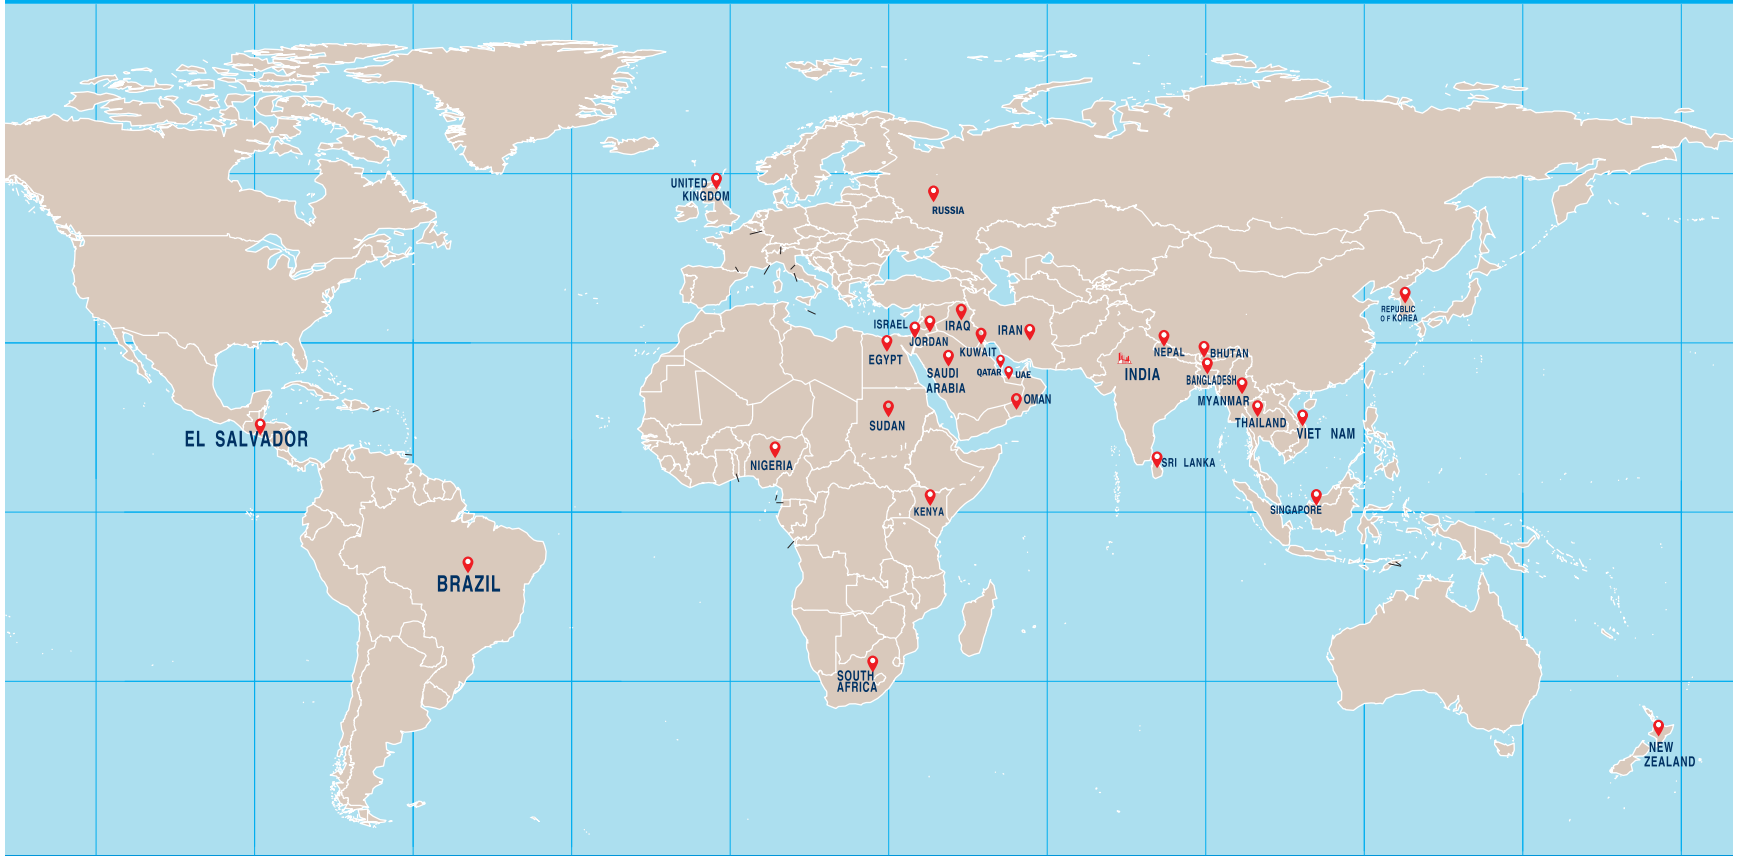 UNITED
KINGDOM
RUSSIA
REPUBLIC
OF KOREA
ISRAEL
JORDAN
IRAQ
IRAN
EGYPT
KUWAIT
NEPAL
BHUTAN
SAUDI
ARABIA
QATAR
UAE
INDIA
BANGLADESH
OMAN
MYANMAR
SUDAN
THAILAND
VIET NAM
EL SALVADOR
NIGERIA
SRI LANKA
KENYA
SINGAPORE
BRAZIL
SOUTH
AFRICA
NEW
ZEALAND